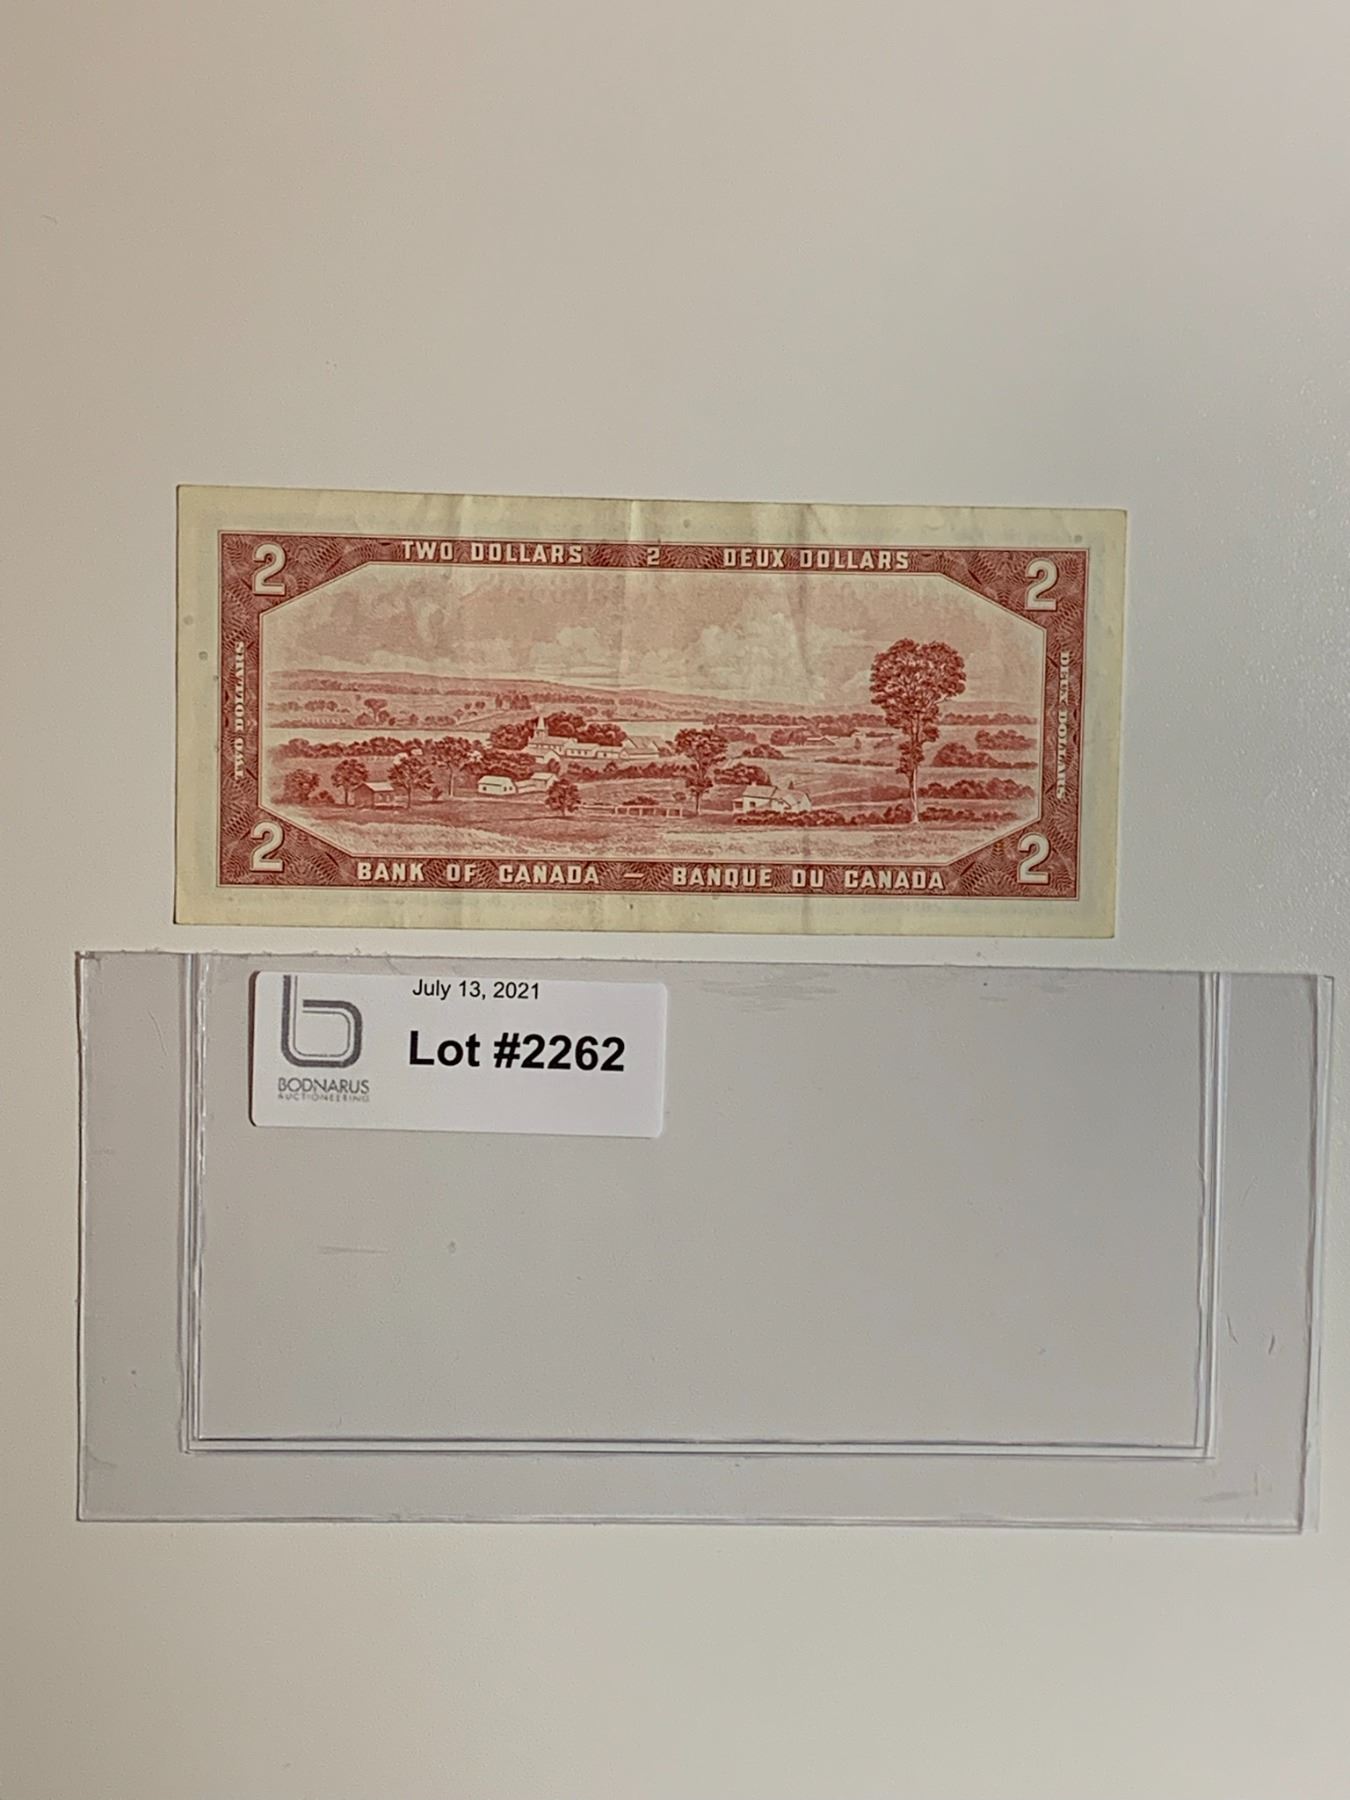 TWO DOLLARS 2 DEUX DOLLARS
2 2
TWO DOLLARS
DEUX DOLLARS
2 2
BANK OF CANADA — BANQUE DU CANADA
July 13, 2021
Lot #2262
BODNARUS
AUCTIONEERING